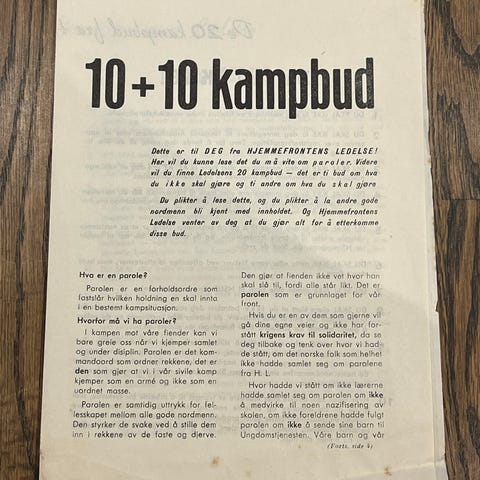 De 20 kampbud fra
10 + 10 kampbud
Dette er til DEG fra HJEMMEFRONTENS LEDELSE!
Her vil du kunne lese det du må vite om paroler. Videre
vil du finne Ledelsens 20 kampbud — det er ti bud om hva
du ikke skal gjøre og ti andre om hva du skal gjøre
Du plikter å lese dette, og du plikter å la andre gode
nordmenn bli kjent med innholdet. Og Hjemmefrontens
Ledelse venter av deg at du gjør alt for å etterkomme
disse bud.
Hva er en parole?
Parolen er en forholdsordre som
fastslår hvilken holdning en skal innta
i en bestemt kampsituasjon.
Hvorfor må vi ha paroler?
I kampen mot våre fiender kan vi
bare greie oss når vi kjemper samlet
og under disiplin. Parolen er det kom-
mandoord som ordner rekkene, det er
den som gjør at vi i vår sivile kamp
kjemper som en armé og ikke som en
uordnet masse.
Parolen er samtidig uttrykk for fel-
lesskapet mellom alle gode nordmenn.
Den styrker de svake ved å stille dem
inn i rekkene av de faste og djerve.
Den gjør at fienden ikke vet hvor han
skal slå til, fordi alle står likt. Det er
parolen som er grunnlaget for vår
front.
Hvis du er en av dem som gjerne vil
gå dine egne veier og ikke har for-
stått krigens krav til solidaritet, da se
deg tilbake og tenk over hvor vi had-
de stått, om det norske folk som helhet
ikke hadde samlet seg om parolene
fra H. L.
Hvor hadde vi stått om ikke lærerne
hadde samlet seg om parolen om ikke
å medvirke til noen nazifisering av
skolen, om ikke foreldrene hadde fulgt
parolen om ikke å sende sine barn til
Ungdomstjenesten. Våre barn og vår
(Forts. side 4)